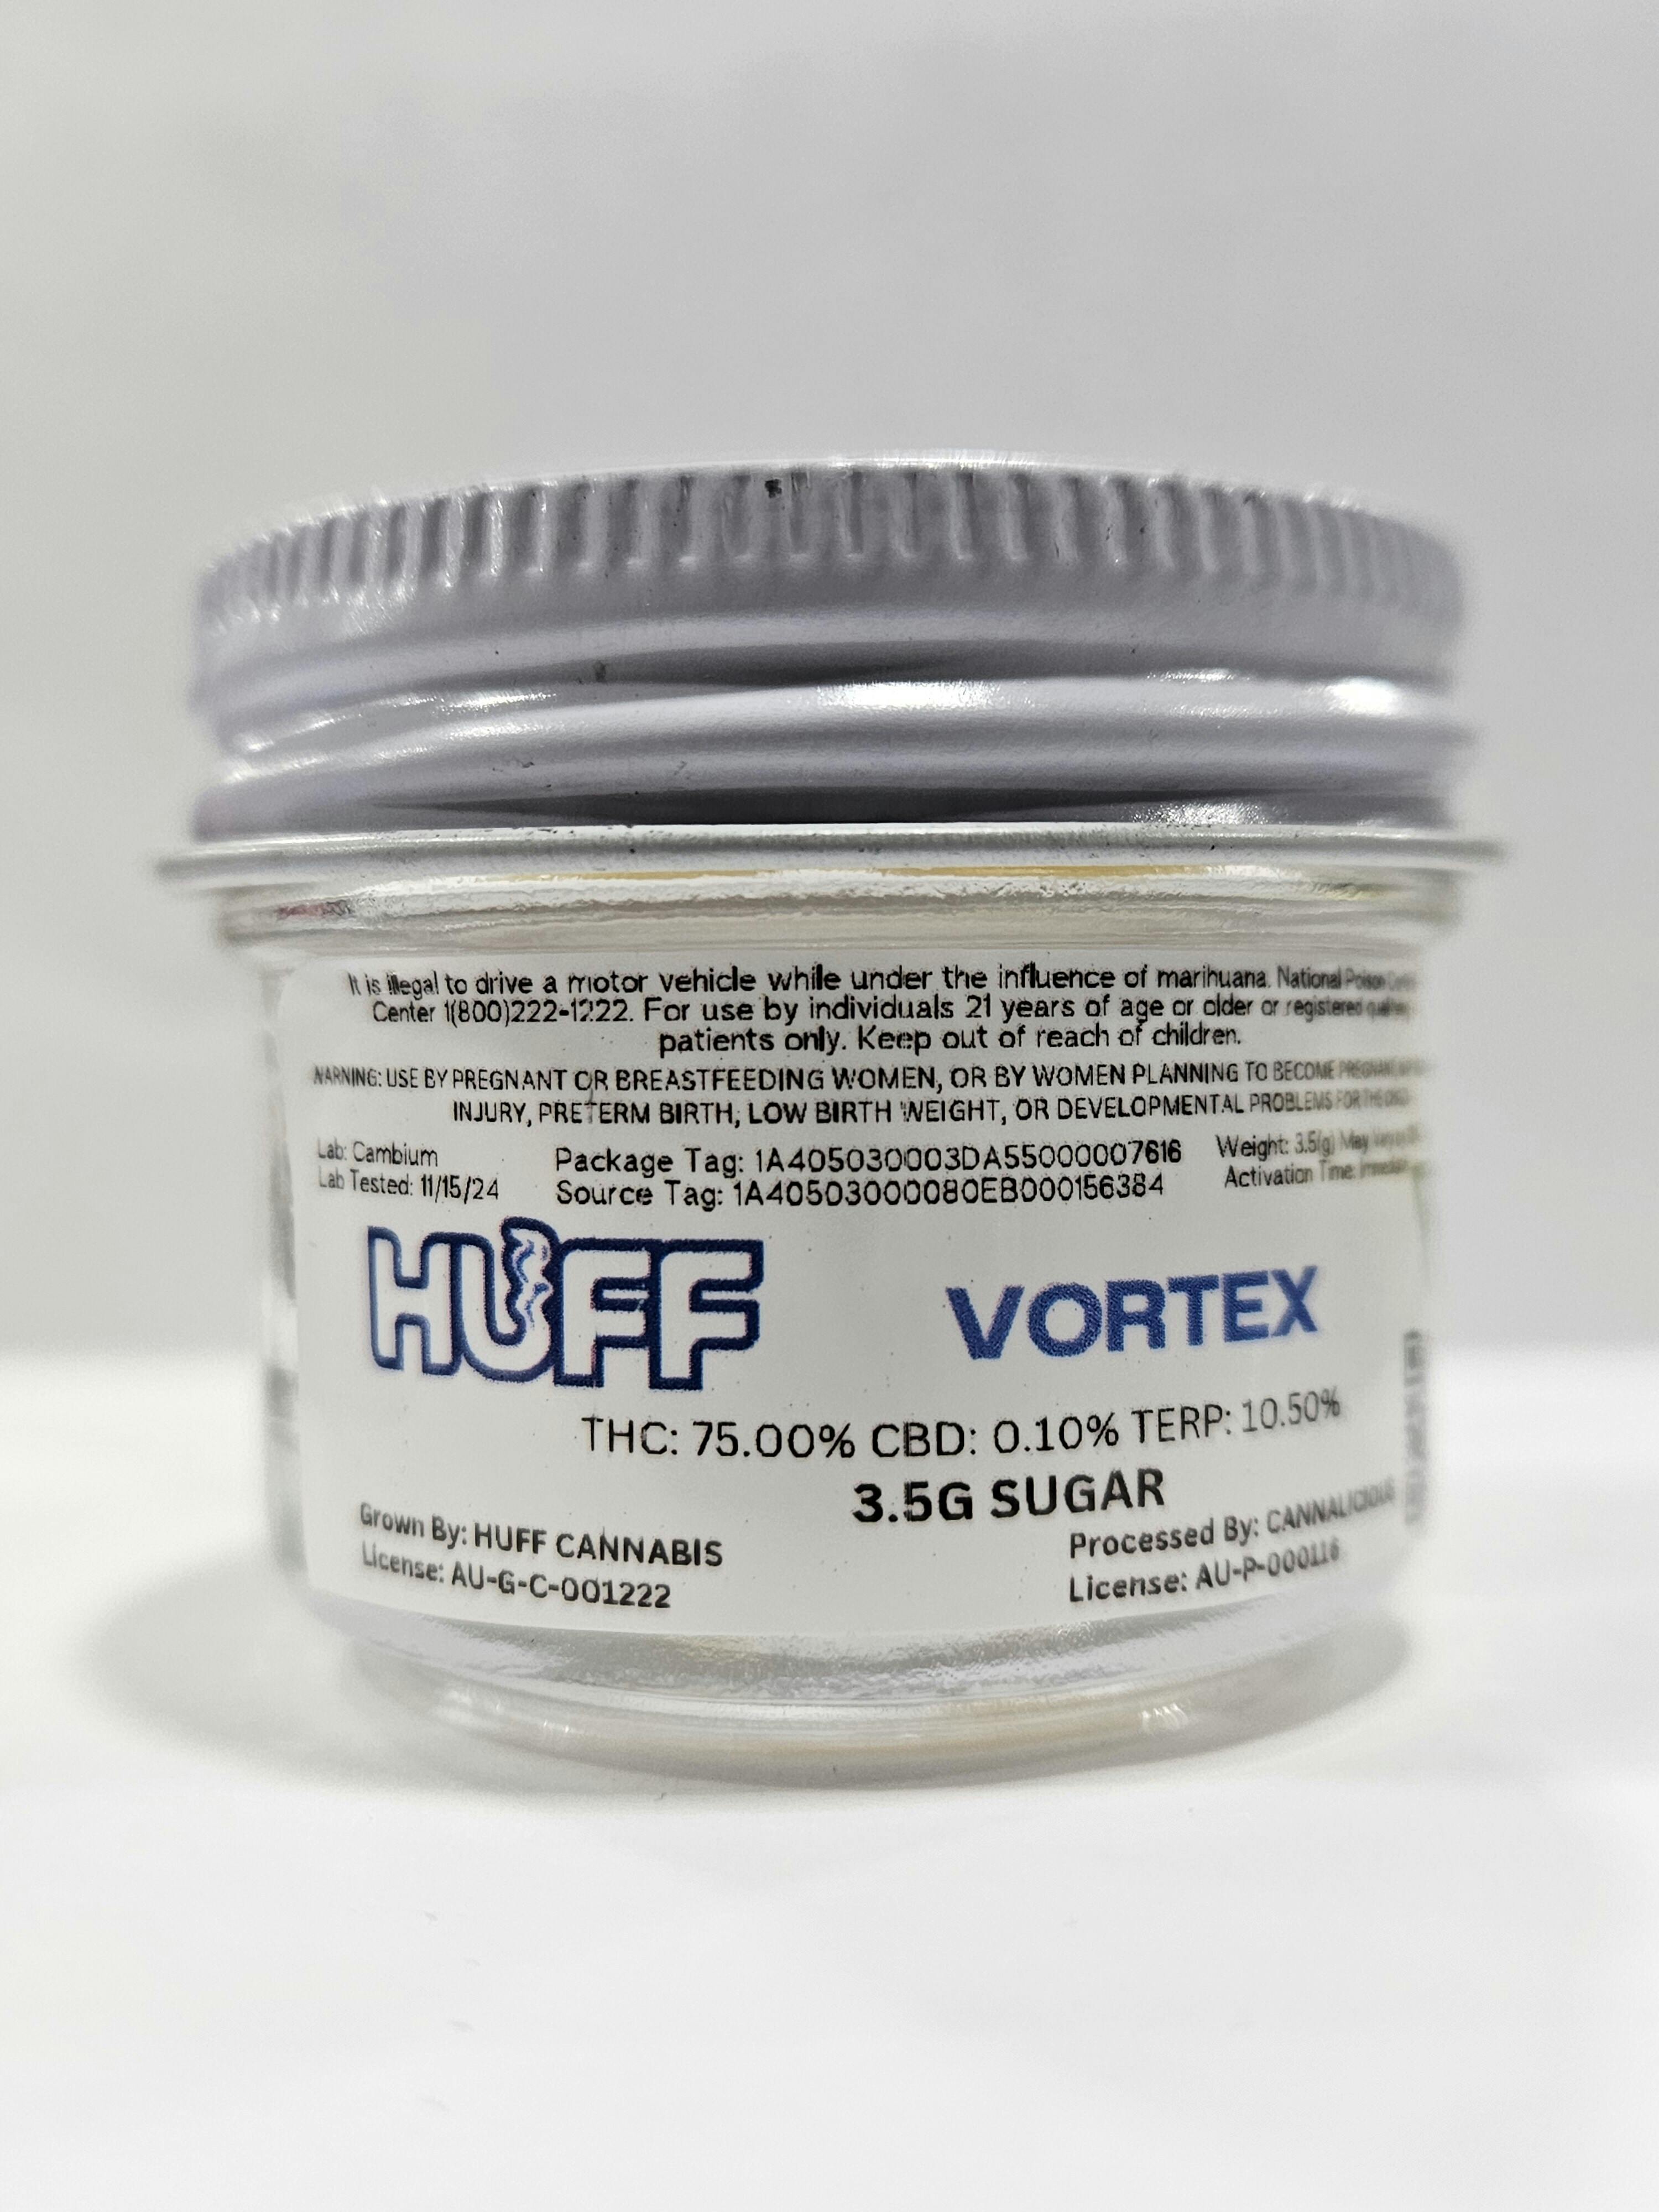 It is illegal to drive a motor vehicle while under the influence of marihuana. National Poison
Center 1(800)222-1222. For use by individuals 21 years of age or older or registered
patients only. Keep out of reach of children.
WARNING: USE BY PREGNANT OR BREASTFEEDING WOMEN, OR BY WOMEN PLANNING TO BECOME PREGNANT,
INJURY, PRETERM BIRTH, LOW BIRTH WEIGHT, OR DEVELOPMENTAL PROBLEMS FOR THE
Lab: Cambium
Lab Tested: 11/15/24
Package Tag: 1A405030003DA55000007616
Source Tag: 1A40503000080EB000156384
Weight: 3.5(g) May
Activation Time:
HUFF
VORTEX
THC: 75.00% CBD: 0.10% TERP: 10.50%
3.5G SUGAR
Grown By: HUFF CANNABIS
License: AU-G-C-001222
Processed By: CANNALICIOUS
License: AU-P-000116